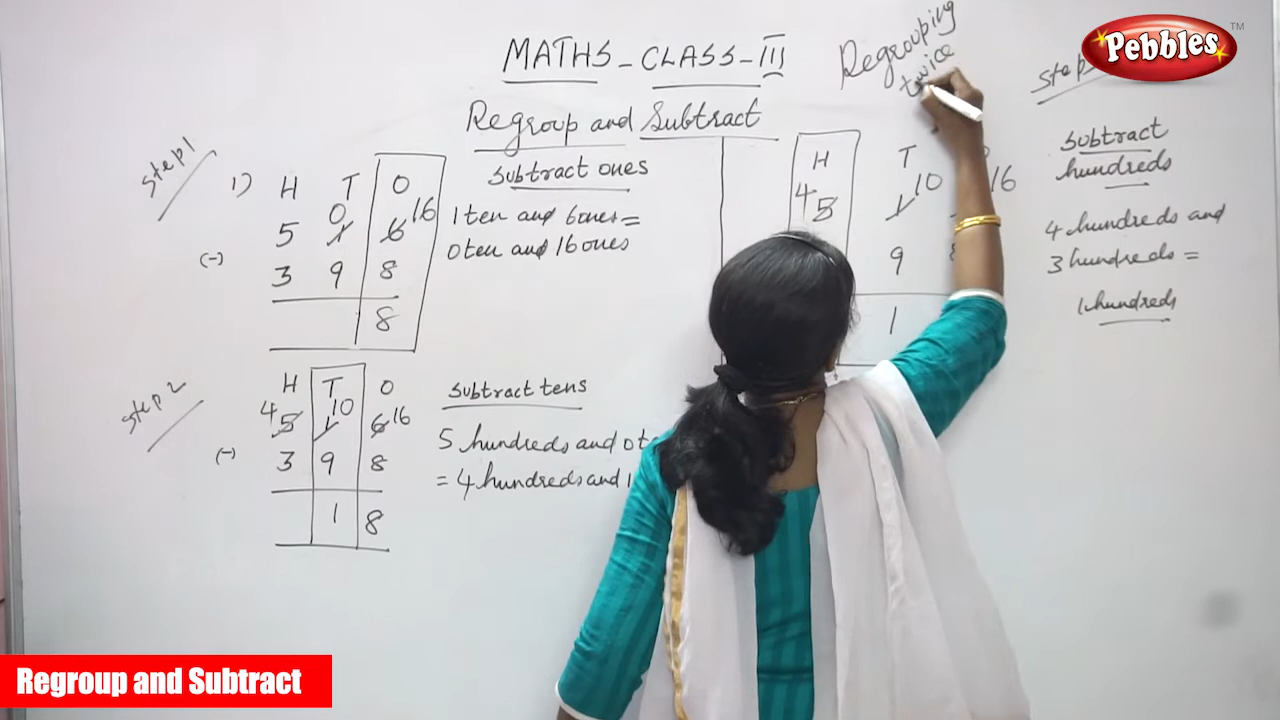 MATHS - CLASS - III
Regrouping
twice
Pebbles
TM
Step
Regroup and Subtract
Step 1
1) H T O
0 16
5 1 6
(-)
3 9 8
8
Subtract ones
1 ten and 6 ones =
0 ten and 16 ones
Step 2
H T O
4 10 16
5 1 6
(-)
3 9 8
1 8
Subtract tens
5 hundreds and 0
= 4 hundreds and
H T
4 10 16
5 1
9
1
Subtract
hundreds
4 hundreds and
3 hundreds =
1 hundreds
Regroup and Subtract